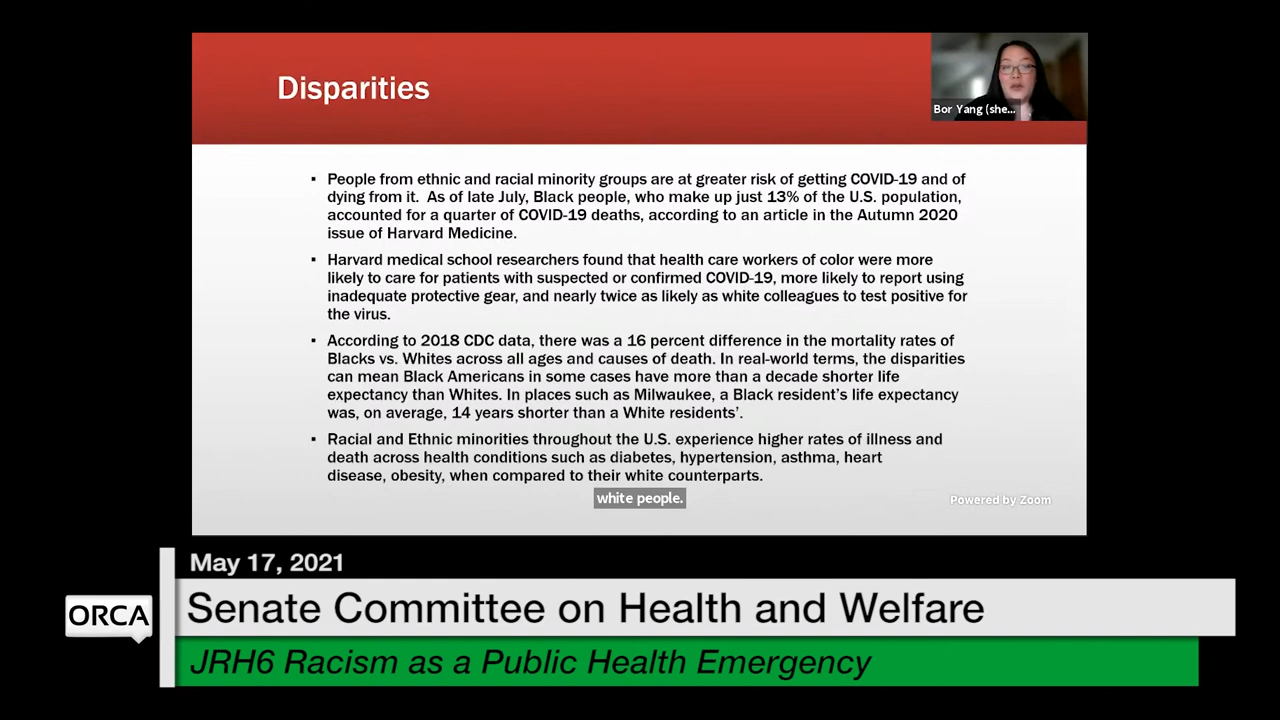 Disparities
Bor Yang (she...
▪ People from ethnic and racial minority groups are at greater risk of getting COVID-19 and of
dying from it.  As of late July, Black people, who make up just 13% of the U.S. population,
accounted for a quarter of COVID-19 deaths, according to an article in the Autumn 2020
issue of Harvard Medicine.
▪ Harvard medical school researchers found that health care workers of color were more
likely to care for patients with suspected or confirmed COVID-19, more likely to report using
inadequate protective gear, and nearly twice as likely as white colleagues to test positive for
the virus.
▪ According to 2018 CDC data, there was a 16 percent difference in the mortality rates of
Blacks vs. Whites across all ages and causes of death. In real-world terms, the disparities
can mean Black Americans in some cases have more than a decade shorter life
expectancy than Whites. In places such as Milwaukee, a Black resident’s life expectancy
was, on average, 14 years shorter than a White residents’.
▪ Racial and Ethnic minorities throughout the U.S. experience higher rates of illness and
death across health conditions such as diabetes, hypertension, asthma, heart
disease, obesity, when compared to their white counterparts.
white people.
Powered by Zoom
May 17, 2021
ORCA
Senate Committee on Health and Welfare
JRH6 Racism as a Public Health Emergency